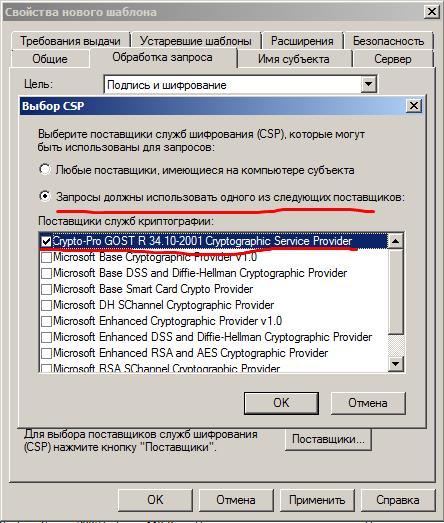 Свойства нового шаблона
Требования выдачи Устаревшие шаблоны Расширения Безопасность
Общие Обработка запроса Имя субъекта Сервер
Цель: Подпись и шифрование
Выбор CSP
Выберите поставщики служб шифрования (CSP), которые могут
быть использованы для запросов:
Любые поставщики, имеющиеся на компьютере субъекта
Запросы должны использовать одного из следующих поставщиков:
Поставщики служб криптографии:
Crypto-Pro GOST R 34.10-2001 Cryptographic Service Provider
Microsoft Base Cryptographic Provider v1.0
Microsoft Base DSS and Diffie-Hellman Cryptographic Provider
Microsoft Base Smart Card Crypto Provider
Microsoft DH SChannel Cryptographic Provider
Microsoft Enhanced Cryptographic Provider v1.0
Microsoft Enhanced DSS and Diffie-Hellman Cryptographic Provider
Microsoft Enhanced RSA and AES Cryptographic Provider
Microsoft RSA SChannel Cryptographic Provider
OK Отмена
Для выбора поставщиков служб шифрования
(CSP) нажмите кнопку "Поставщики".
Поставщики...
OK Отмена Применить Справка